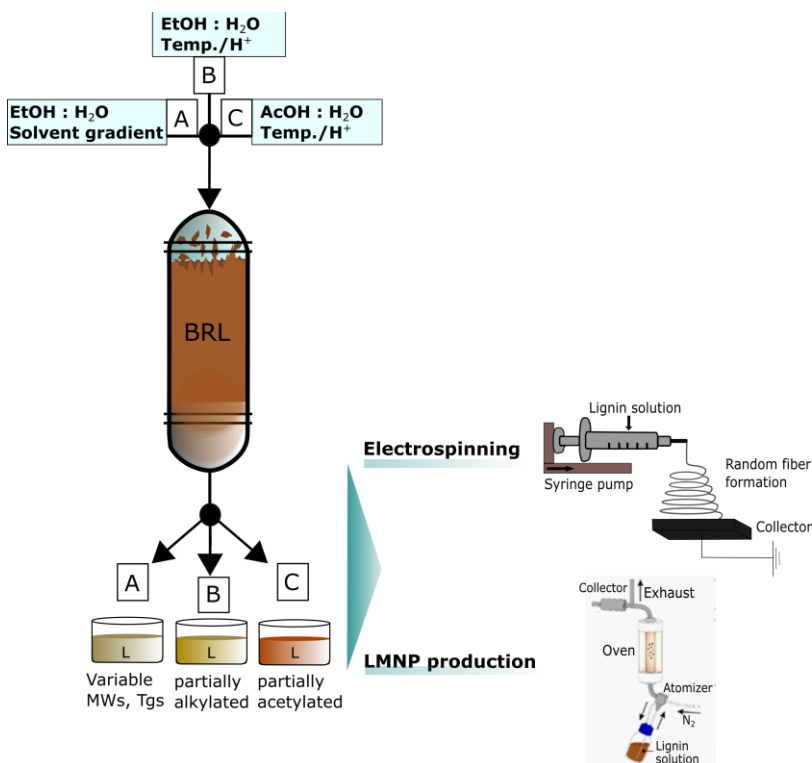 EtOH : H₂O
Temp./H⁺
B
EtOH : H₂O
Solvent gradient
A
C
AcOH : H₂O
Temp./H⁺
BRL
Electrospinning
Lignin solution
Syringe pump
Random fiber
formation
Collector
A
B
C
L
L
L
Variable
MWs, Tgs
partially
alkylated
partially
acetylated
LMNP production
Collector
Exhaust
Oven
Atomizer
N₂
Lignin
solution